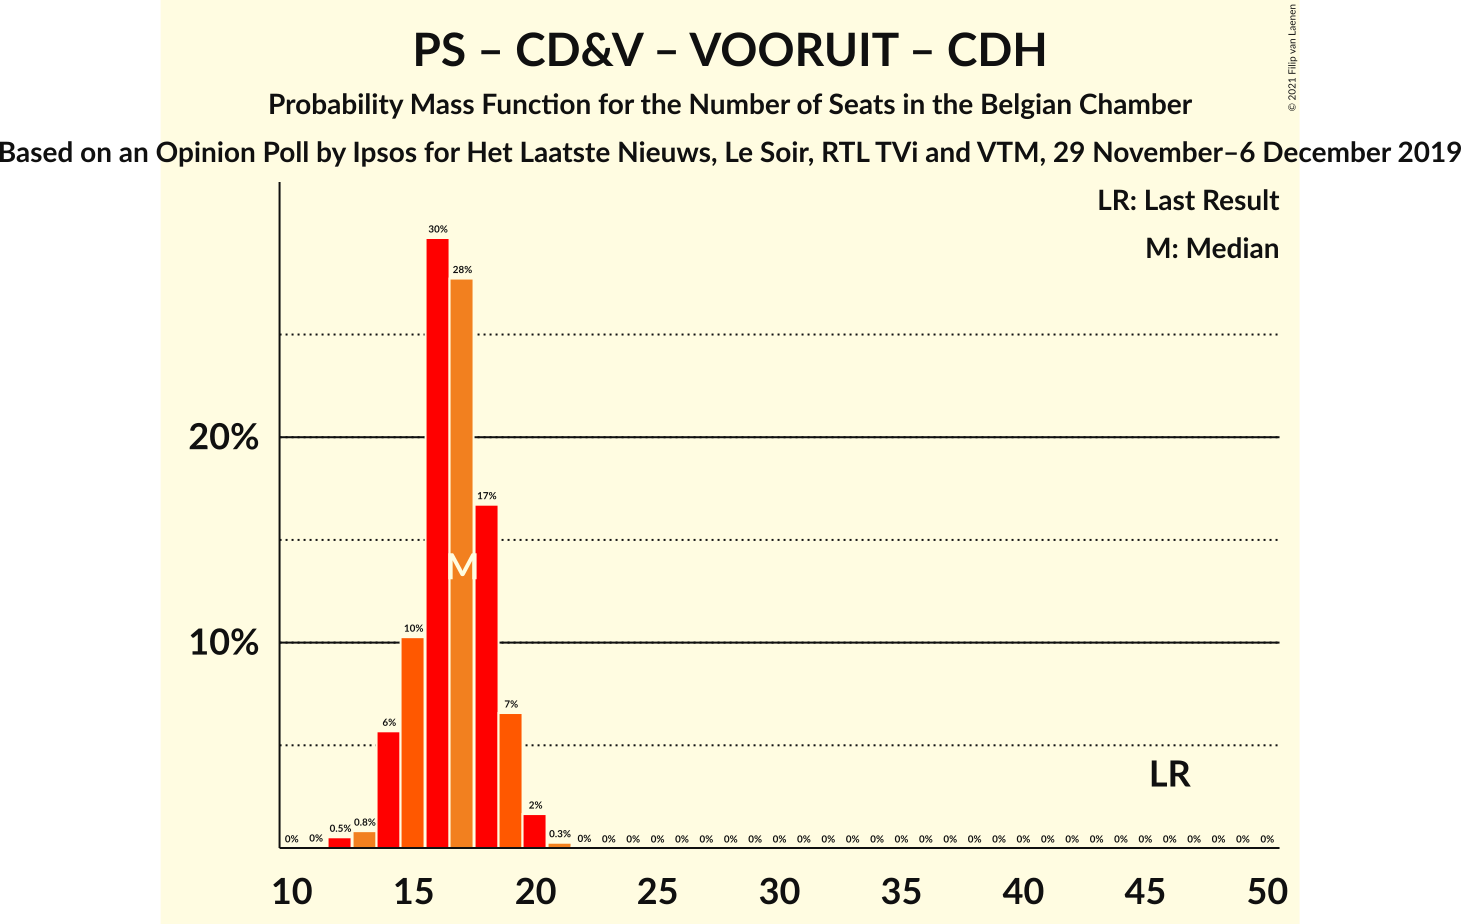 PS – CD&V – VOORUIT – CDH
Probability Mass Function for the Number of Seats in the Belgian Chamber
Based on an Opinion Poll by Ipsos for Het Laatste Nieuws, Le Soir, RTL TVi and VTM, 29 November–6 December 2019
© 2021 Filip van Laenen
LR: Last Result
M: Median
30%
28%
20%
17%
M
10%
10%
7%
6%
LR
2%
0% 0% 0.5% 0.8% 0.3% 0% 0% 0% 0% 0% 0% 0% 0% 0% 0% 0% 0% 0% 0% 0% 0% 0% 0% 0% 0% 0% 0% 0% 0% 0% 0% 0% 0% 0%
10 15 20 25 30 35 40 45 50